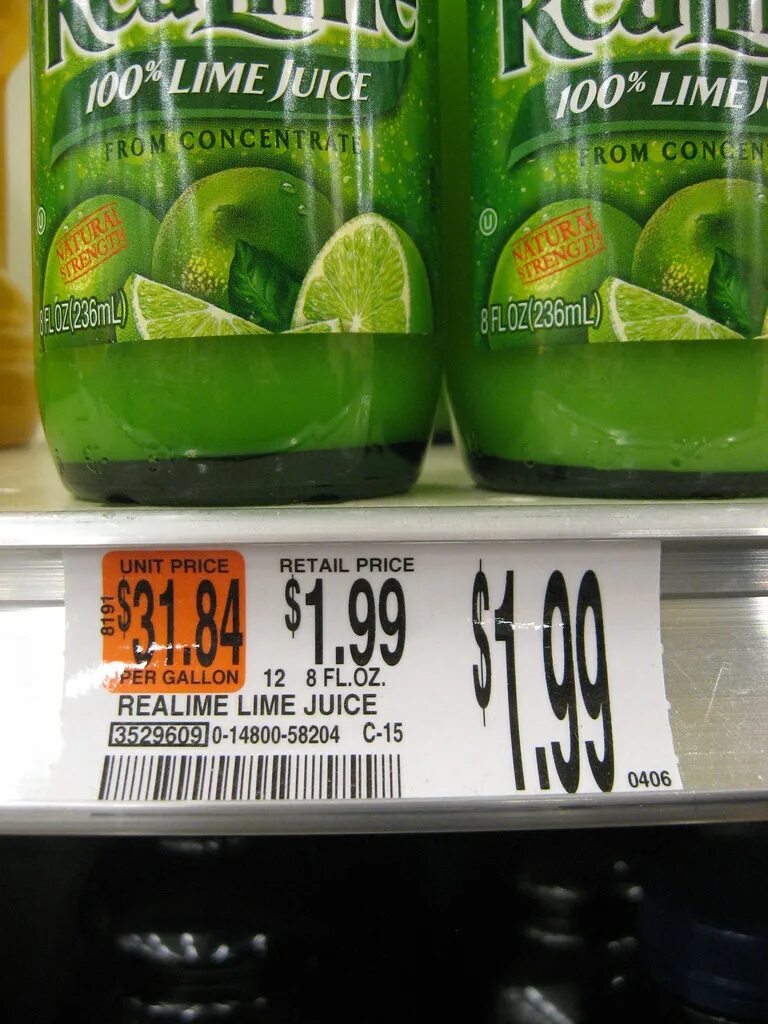 ReaLime
100% LIME JUICE
FROM CONCENTRATE
U
NATURAL
STRENGTH
8 FL OZ (236mL)
ReaLim
100% LIME J
FROM CONCEN
U
NATURAL
STRENGTH
8 FL OZ (236mL)
UNIT PRICE
8191 $31.84
PER GALLON
RETAIL PRICE
$1.99
12 8 FL.OZ.
REALIME LIME JUICE
3529609 0-14800-58204 C-15
$1.99
0406